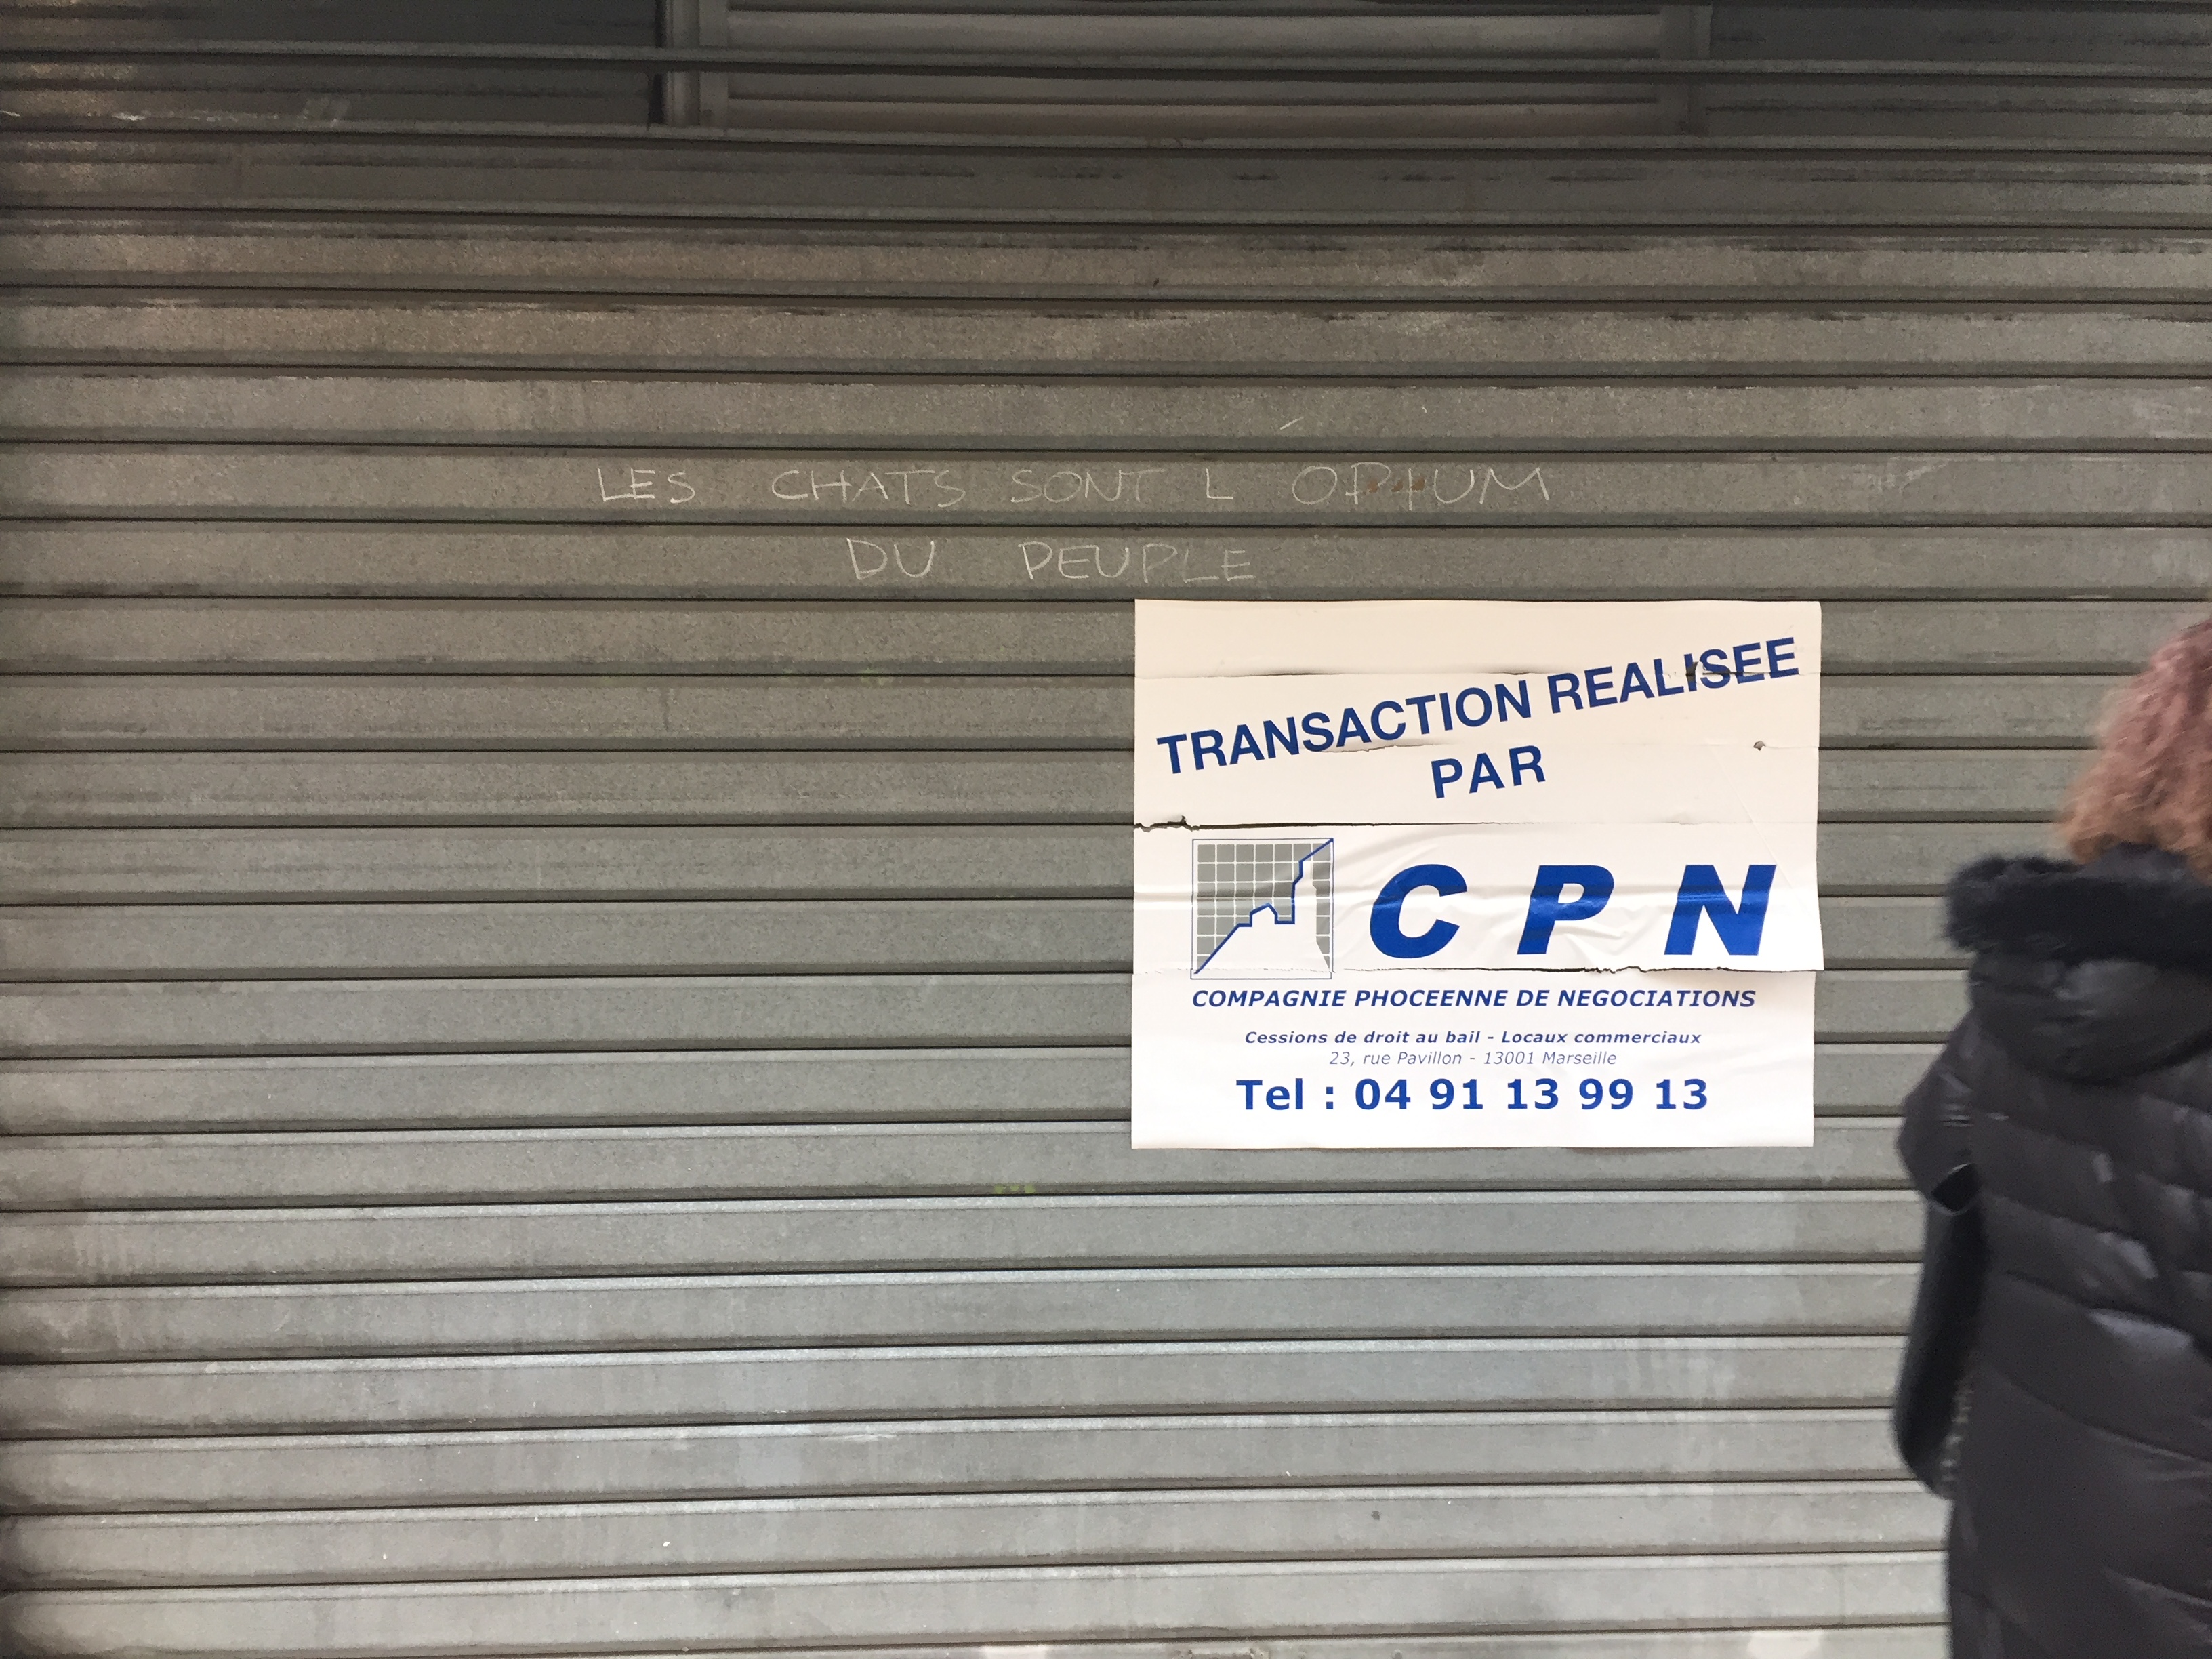 LES CHATS SONT L OPIUM
DU PEUPLE
TRANSACTION REALISEE
PAR
CPN
COMPAGNIE PHOCEENNE DE NEGOCIATIONS
Cessions de droit au bail - Locaux commerciaux
23, rue Pavillon - 13001 Marseille
Tel : 04 91 13 99 13